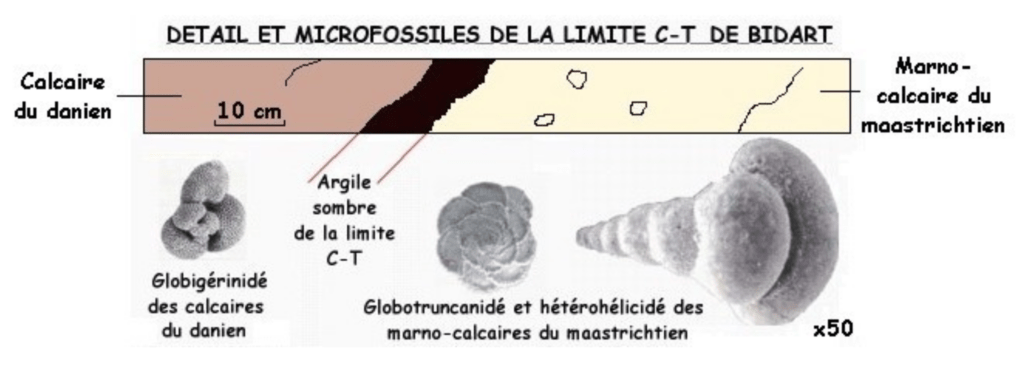 DETAIL ET MICROFOSSILES DE LA LIMITE C-T DE BIDART
Calcaire
du danien
10 cm
Marno-
calcaire du
maastrichtien
Argile
sombre
de la limite
C-T
Globigérinidé
des calcaires
du danien
Globotruncanidé et hétérohélicidé des
marno-calcaires du maastrichtien
x50